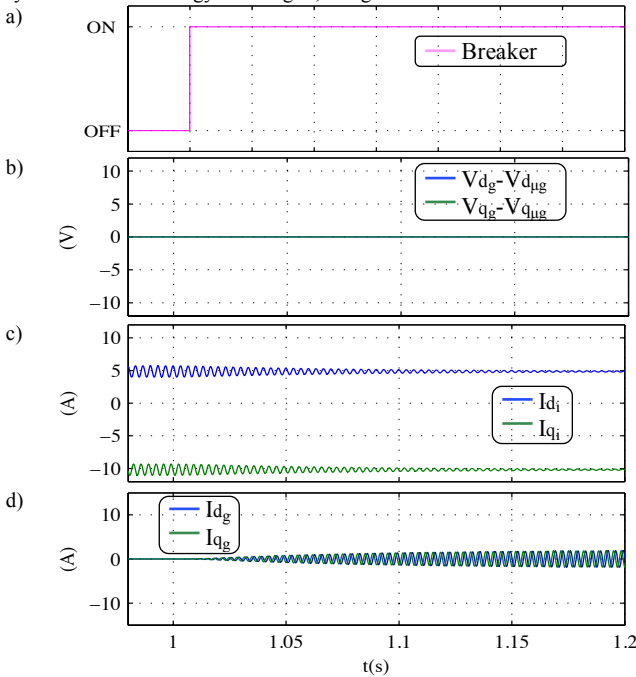 a)
ON
OFF
Breaker
b)
10
5
0
−5
−10
(V)
Vdg-Vdμg
Vqg-Vqμg
c)
10
5
0
−5
−10
(A)
Idi
Iqi
d)
10
0
−10
(A)
Idg
Iqg
1
1.05
1.1
1.15
1.2
t(s)